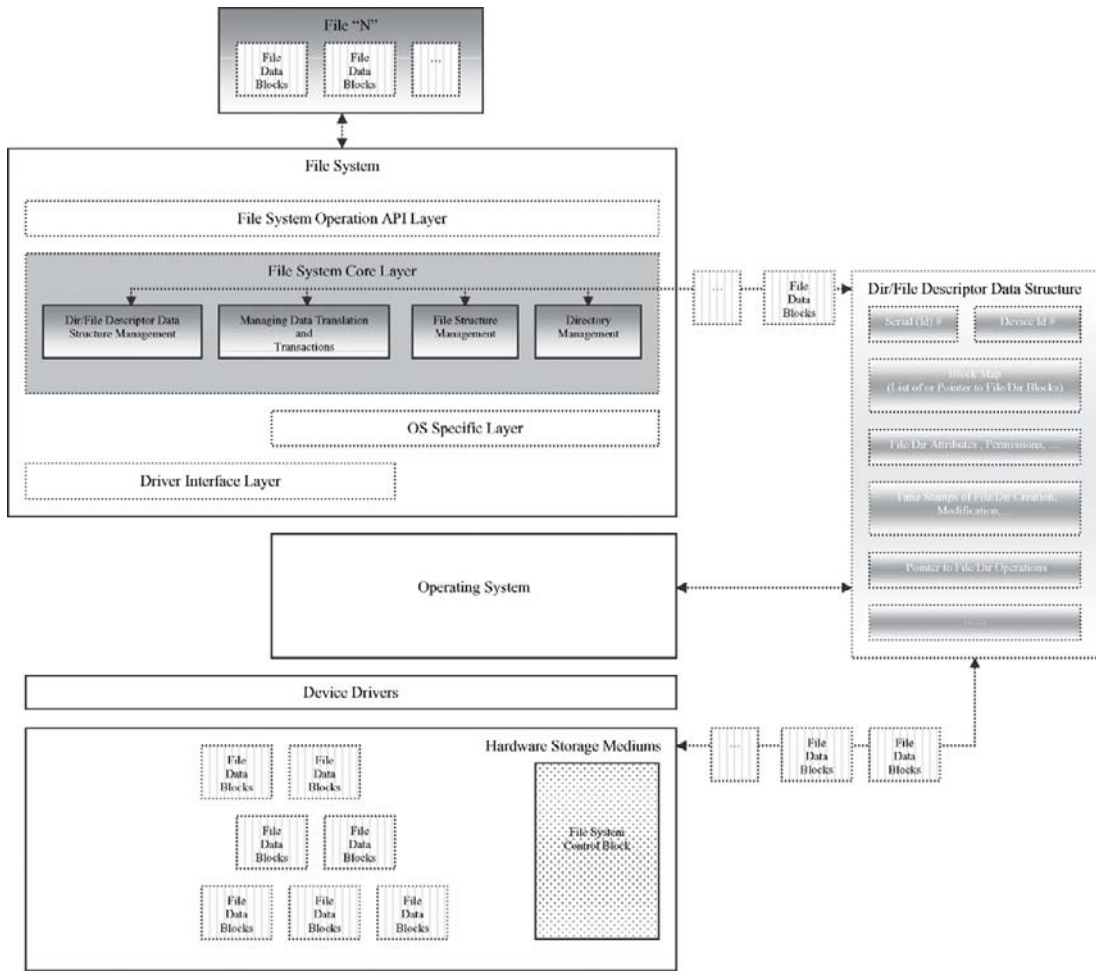 File “N”
File
Data
Blocks
File
Data
Blocks
...
File System
File System Operation API Layer
File System Core Layer
Dir/File Descriptor Data
Structure Management
Managing Data Translation
and
Transactions
File Structure
Management
Directory
Management
OS Specific Layer
Driver Interface Layer
...
File
Data
Blocks
Dir/File Descriptor Data Structure
Serial (Id) #
Device Id #
Block Map
(List of or Pointer to File/Dir Blocks)
File/Dir Attributes , Permissions, ...
Time Stamps of File/Dir Creation,
Modification,...
Pointer to File/Dir Operations
......
Operating System
Device Drivers
Hardware Storage Mediums
File
Data
Blocks
File
Data
Blocks
File
Data
Blocks
File
Data
Blocks
File
Data
Blocks
File
Data
Blocks
File
Data
Blocks
File System
Control Block
...
File
Data
Blocks
File
Data
Blocks